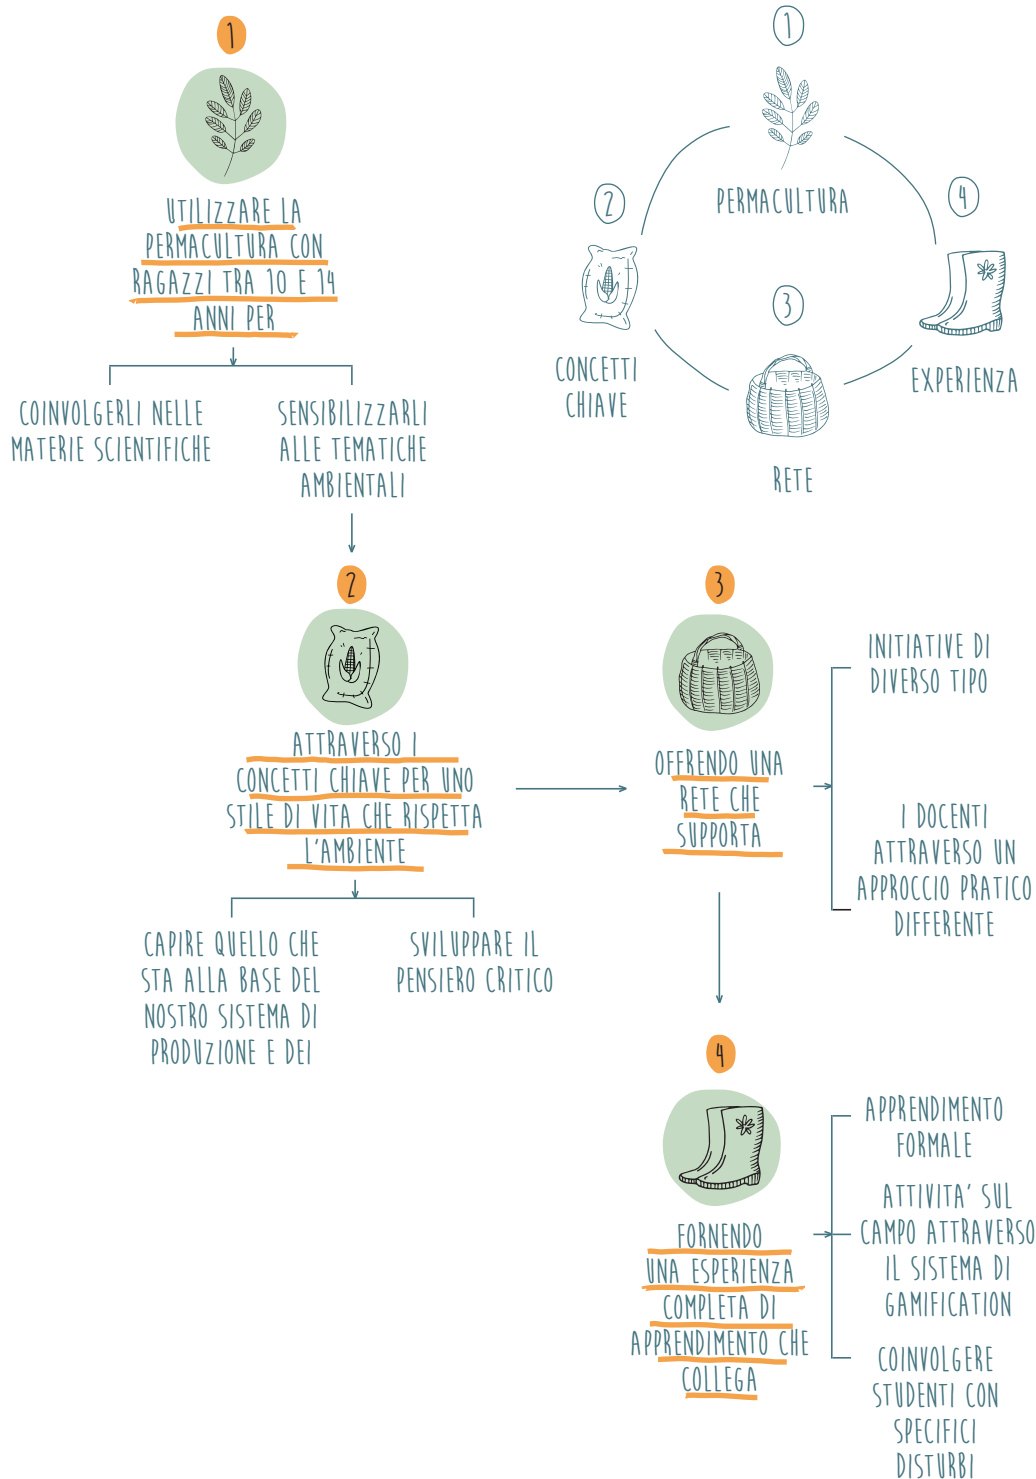 1
UTILIZZARE LA
PERMACULTURA CON
RAGAZZI TRA 10 E 14
ANNI PER
COINVOLGERLI NELLE
MATERIE SCIENTIFICHE
SENSIBILIZZARLI
ALLE TEMATICHE
AMBIENTALI
1
PERMACULTURA
2
CONCETTI
CHIAVE
3
RETE
4
EXPERIENZA
2
ATTRAVERSO I
CONCETTI CHIAVE PER UNO
STILE DI VITA CHE RISPETTA
L'AMBIENTE
CAPIRE QUELLO CHE
STA ALLA BASE DEL
NOSTRO SISTEMA DI
PRODUZIONE E DEI
SVILUPPARE IL
PENSIERO CRITICO
3
OFFRENDO UNA
RETE CHE
SUPPORTA
INITIATIVE DI
DIVERSO TIPO
I DOCENTI
ATTRAVERSO UN
APPROCCIO PRATICO
DIFFERENTE
4
FORNENDO
UNA ESPERIENZA
COMPLETA DI
APPRENDIMENTO CHE
COLLEGA
APPRENDIMENTO
FORMALE
ATTIVITA' SUL
CAMPO ATTRAVERSO
IL SISTEMA DI
GAMIFICATION
COINVOLGERE
STUDENTI CON
SPECIFICI
DISTURBI